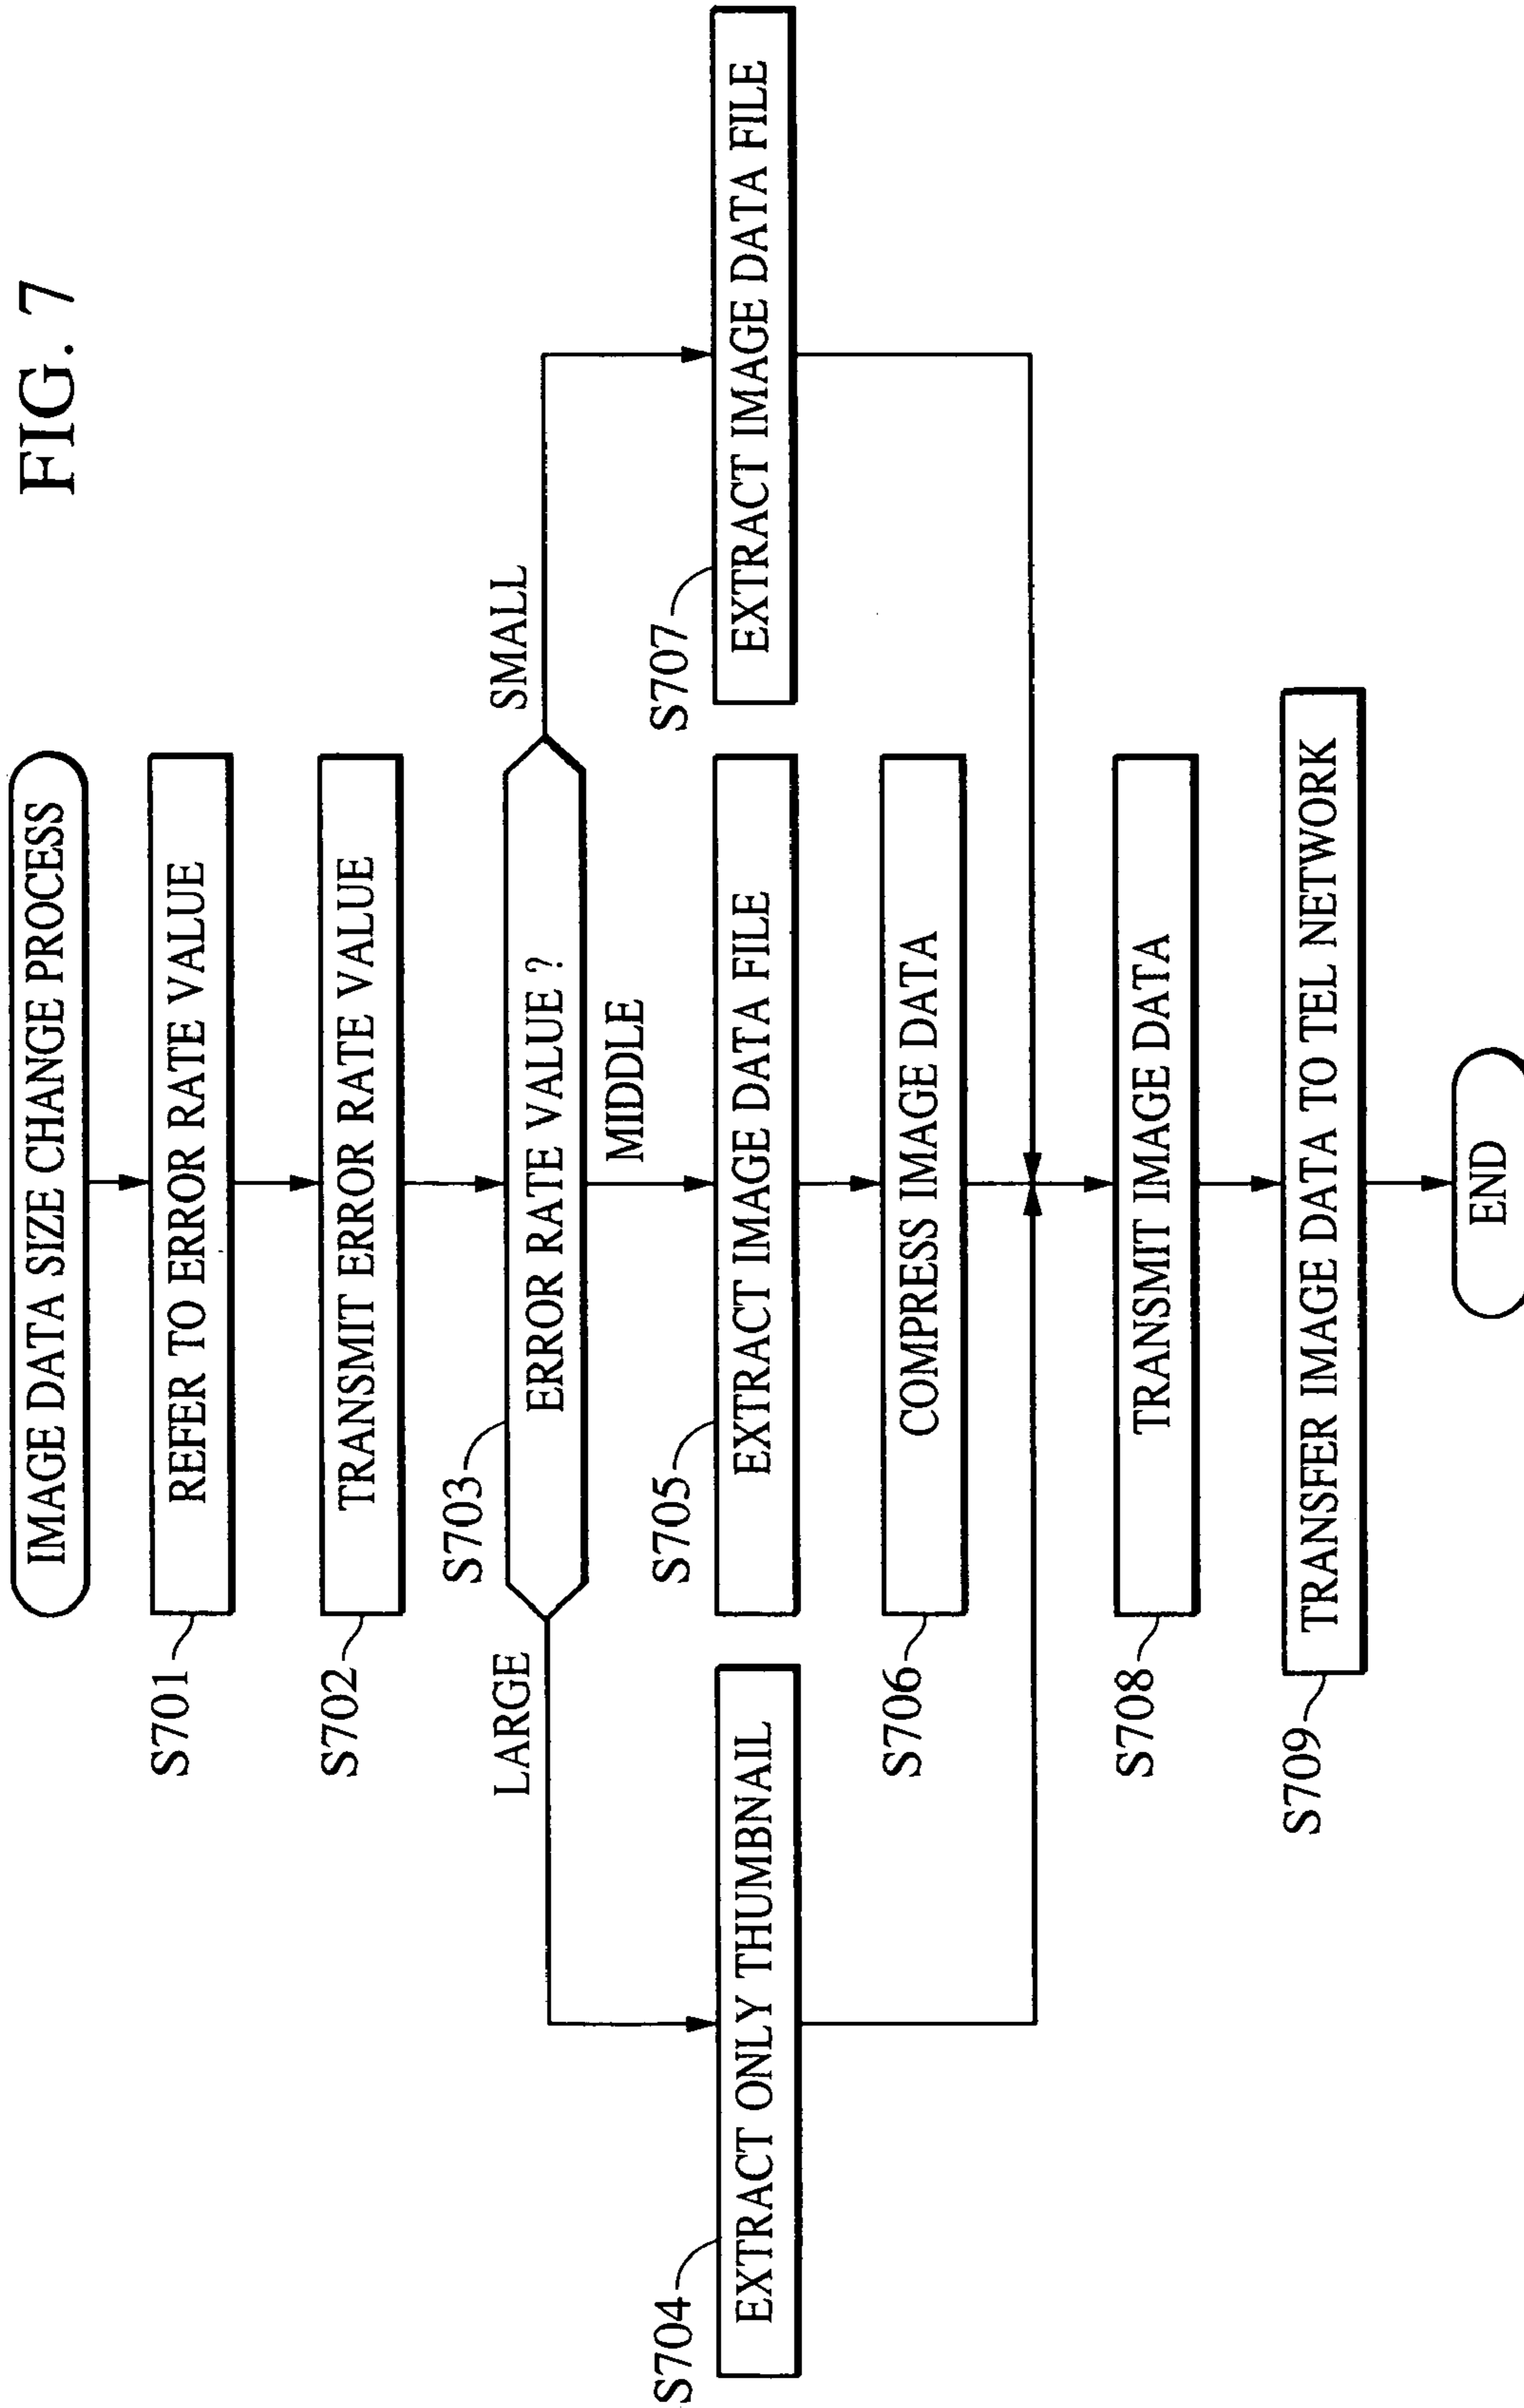 FIG. 7
IMAGE DATA SIZE CHANGE PROCESS
S701
REFER TO ERROR RATE VALUE
S702
TRANSMIT ERROR RATE VALUE
S703
ERROR RATE VALUE ?
LARGE
MIDDLE
SMALL
S704
EXTRACT ONLY THUMBNAIL
S705
EXTRACT IMAGE DATA FILE
S707
EXTRACT IMAGE DATA FILE
S706
COMPRESS IMAGE DATA
S708
TRANSMIT IMAGE DATA
S709
TRANSFER IMAGE DATA TO TEL NETWORK
END